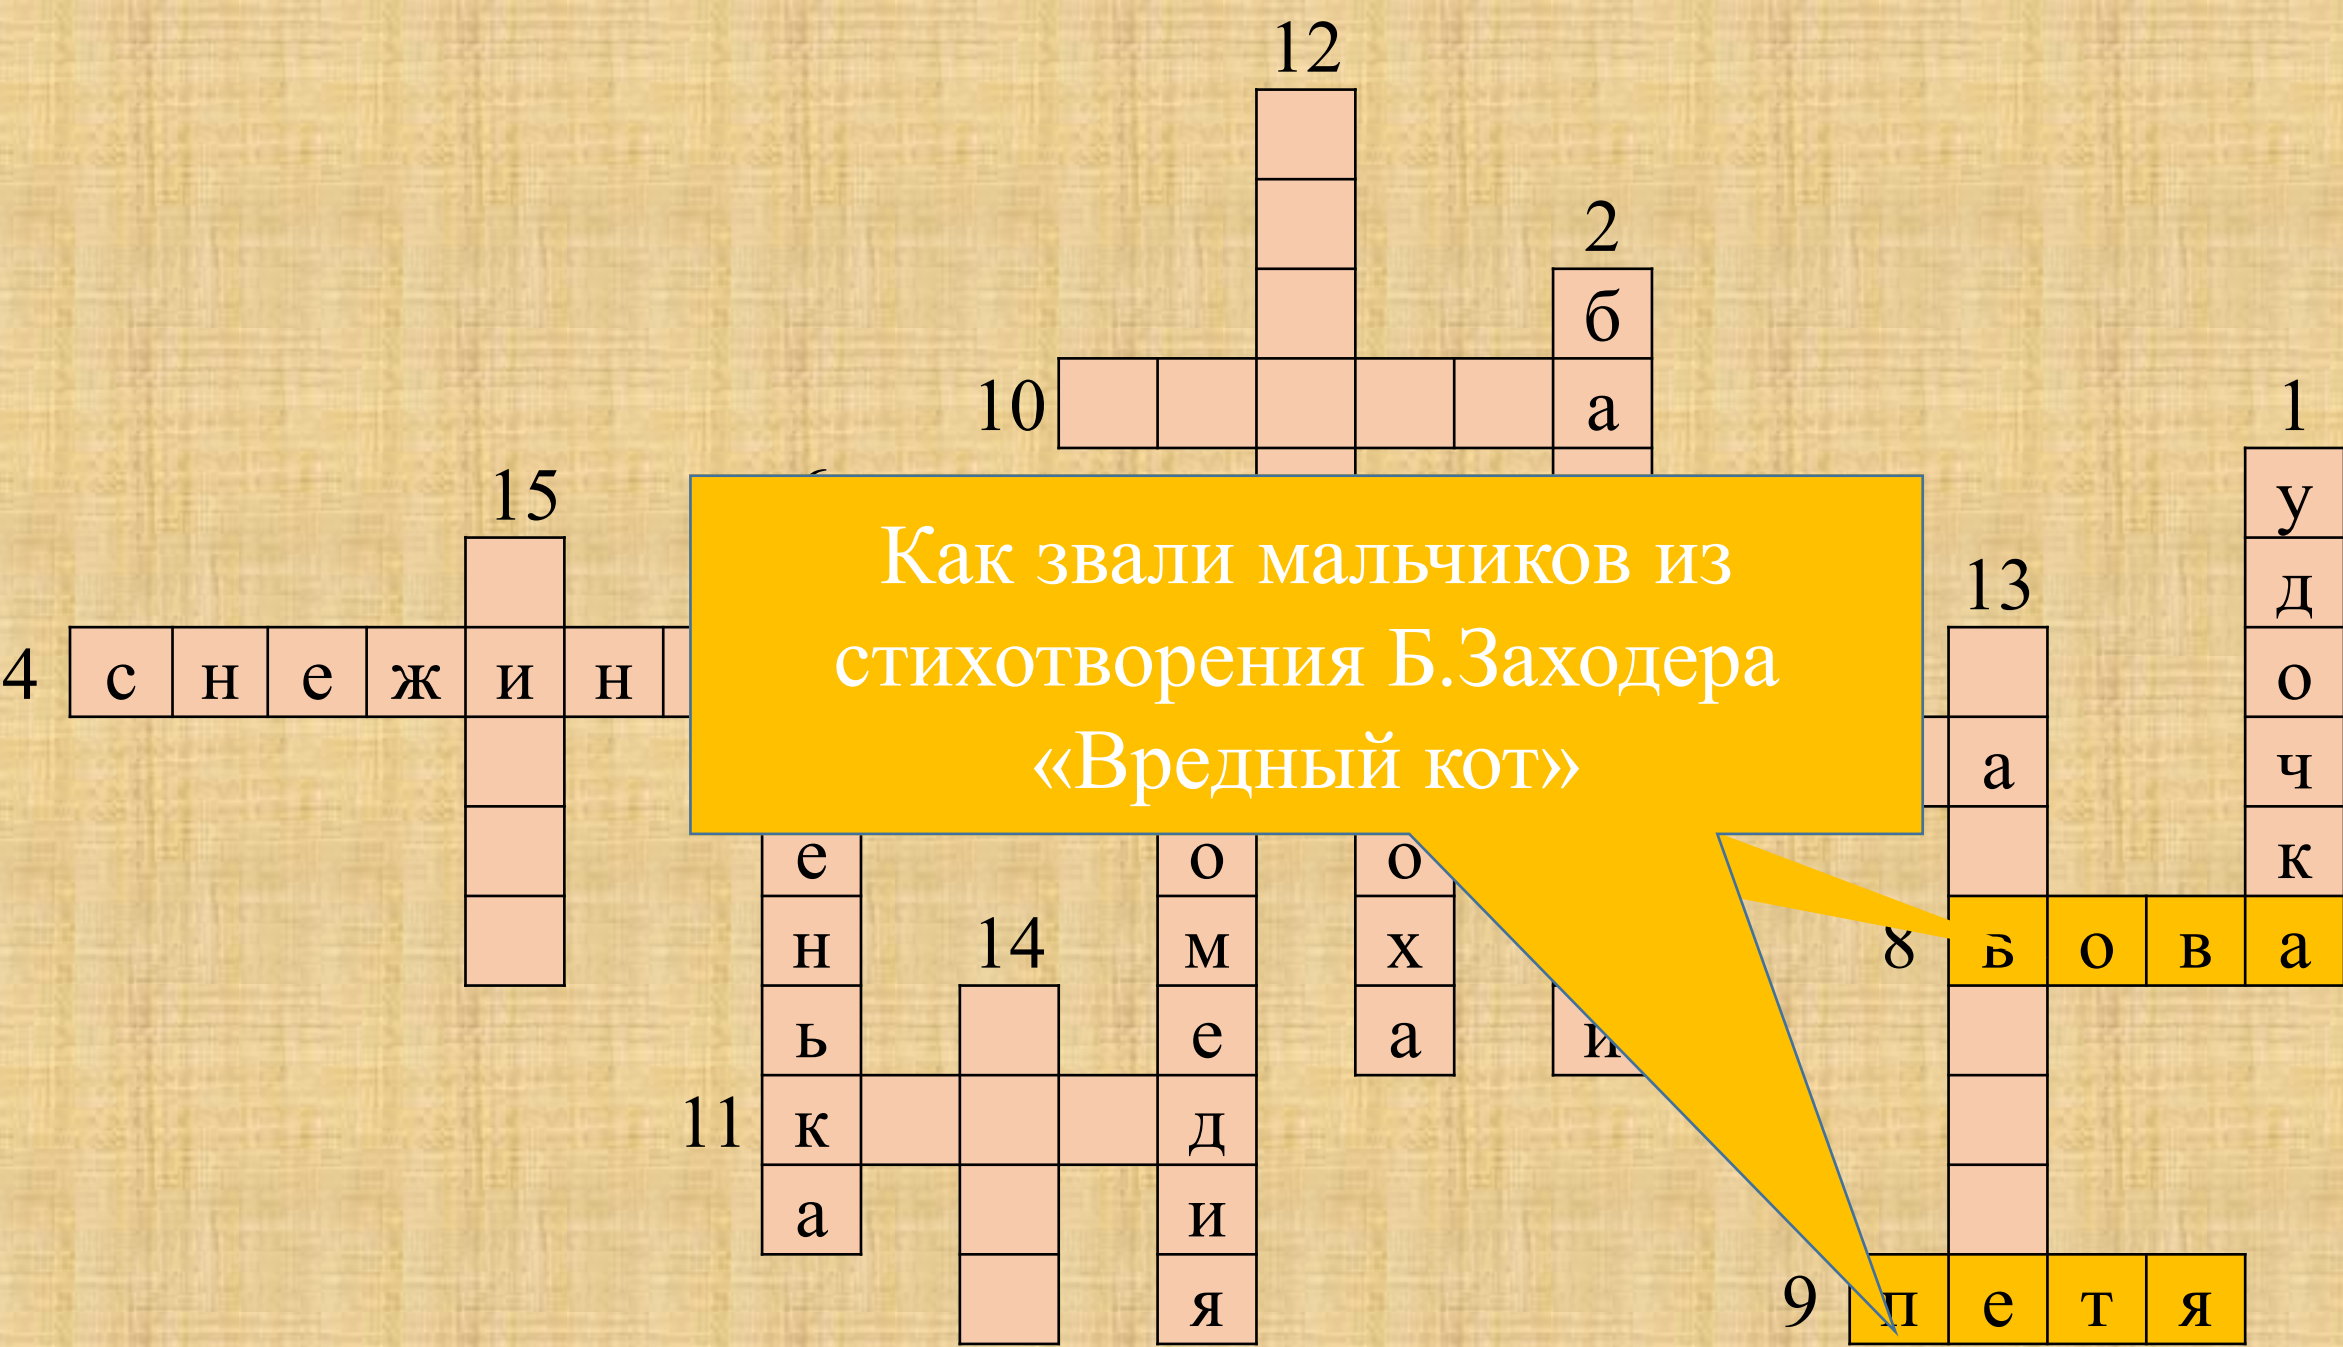 12
2
б
10 а
1
15
у
Как звали мальчиков из
13
д
4 с н е ж и н
стихотворения Б.Заходера
о
«Вредный кот»
а ч
е о о к
н 14 м х 8 в о в а
ь е а и
11 к д
а и
я 9 п е т я